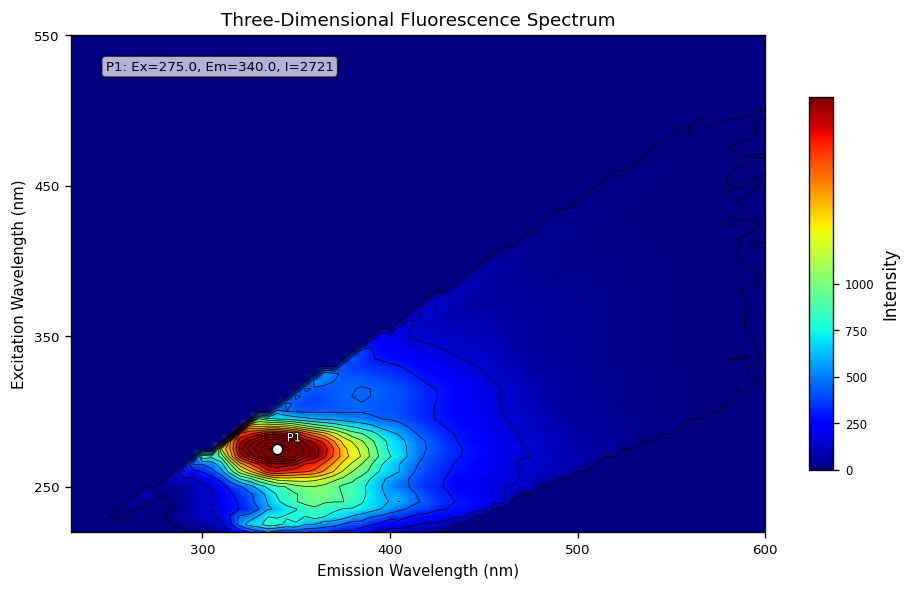 Three-Dimensional Fluorescence Spectrum
550
450
350
250
P1: Ex=275.0, Em=340.0, I=2721
P1
300
400
500
600
Emission Wavelength (nm)
Excitation Wavelength (nm)
1000
750
500
250
0
Intensity